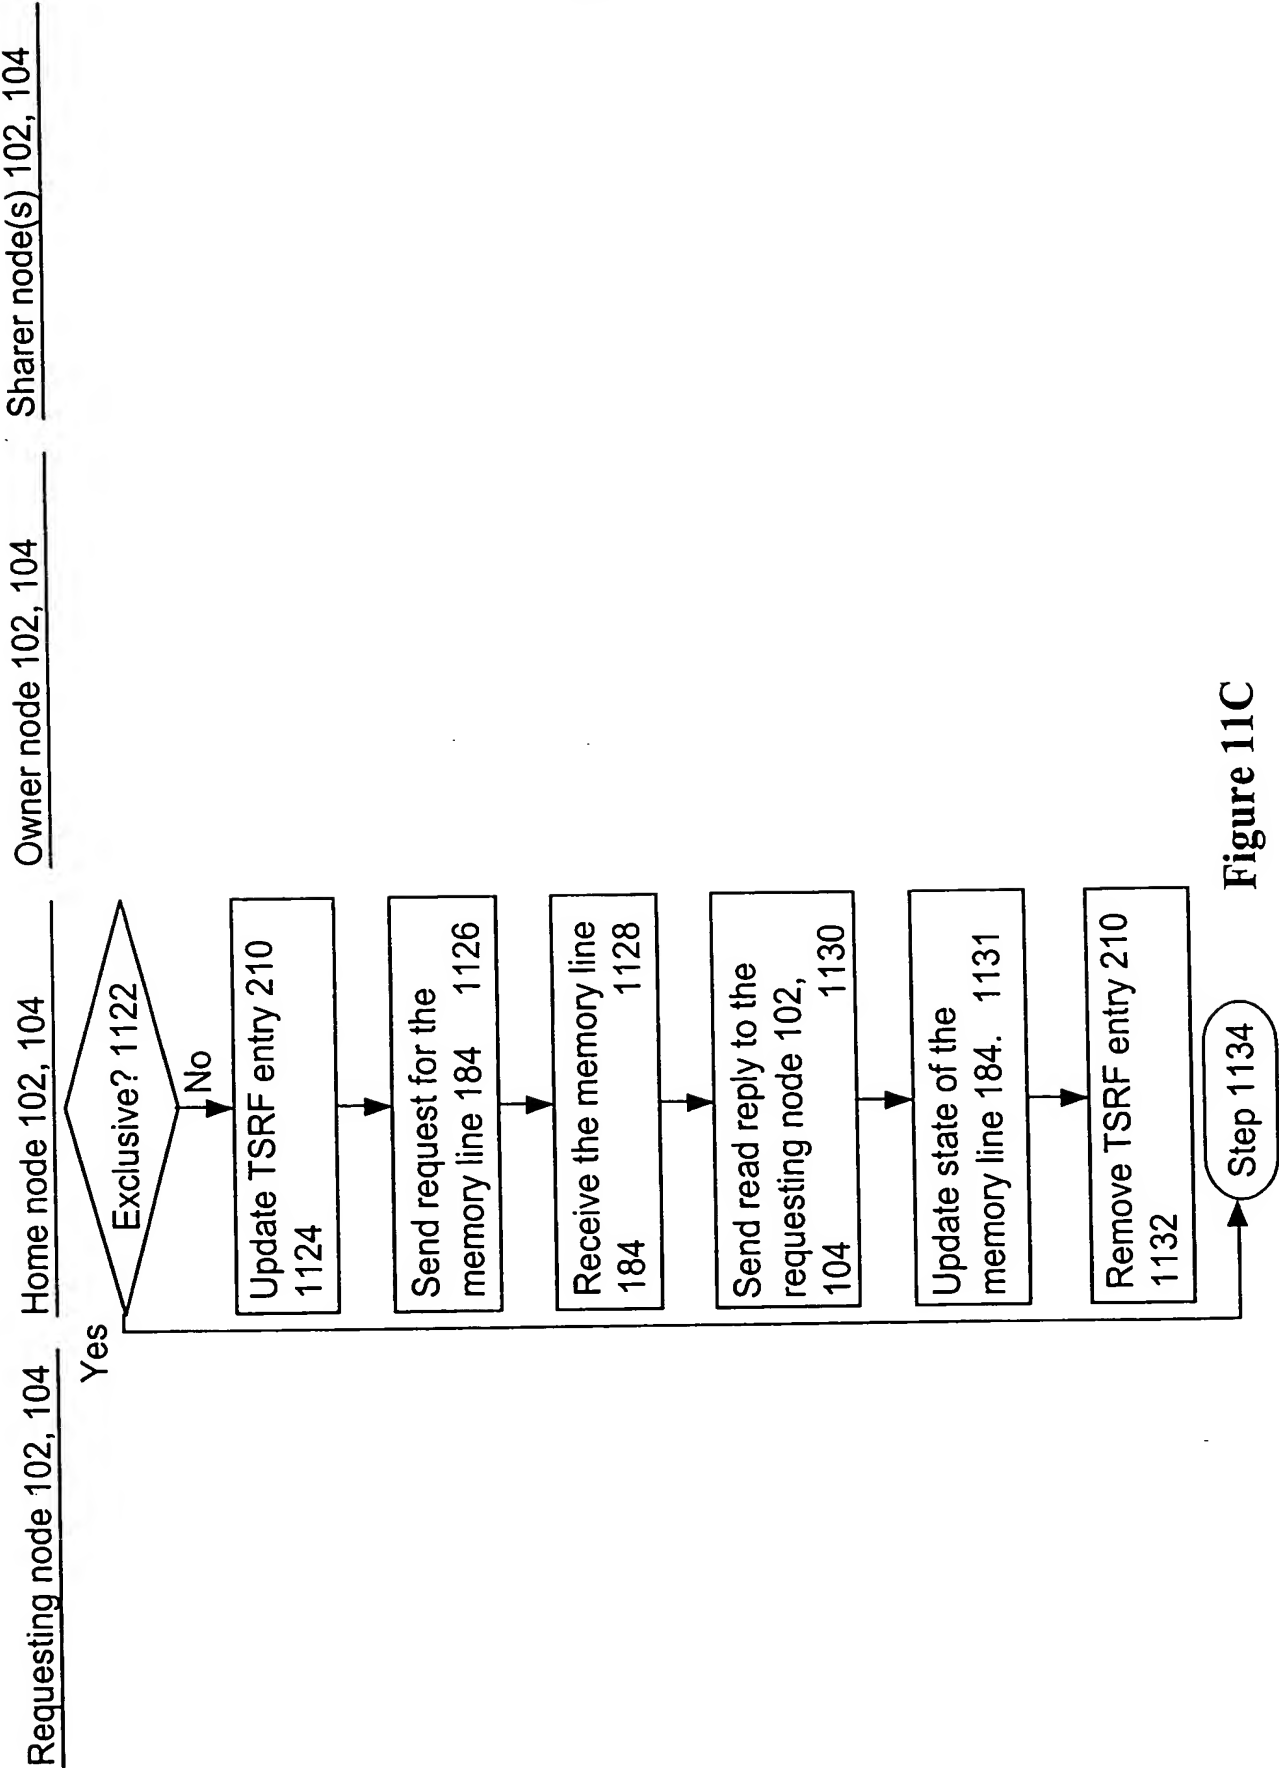 Requesting node 102, 104
Home node 102, 104
Owner node 102, 104
Sharer node(s) 102, 104
Yes
Exclusive? 1122
No
Update TSRF entry 210
1124
Send request for the
memory line 184 1126
Receive the memory line
184 1128
Send read reply to the
requesting node 102,
104 1130
Update state of the
memory line 184. 1131
Remove TSRF entry 210
1132
Step 1134
Figure 11C